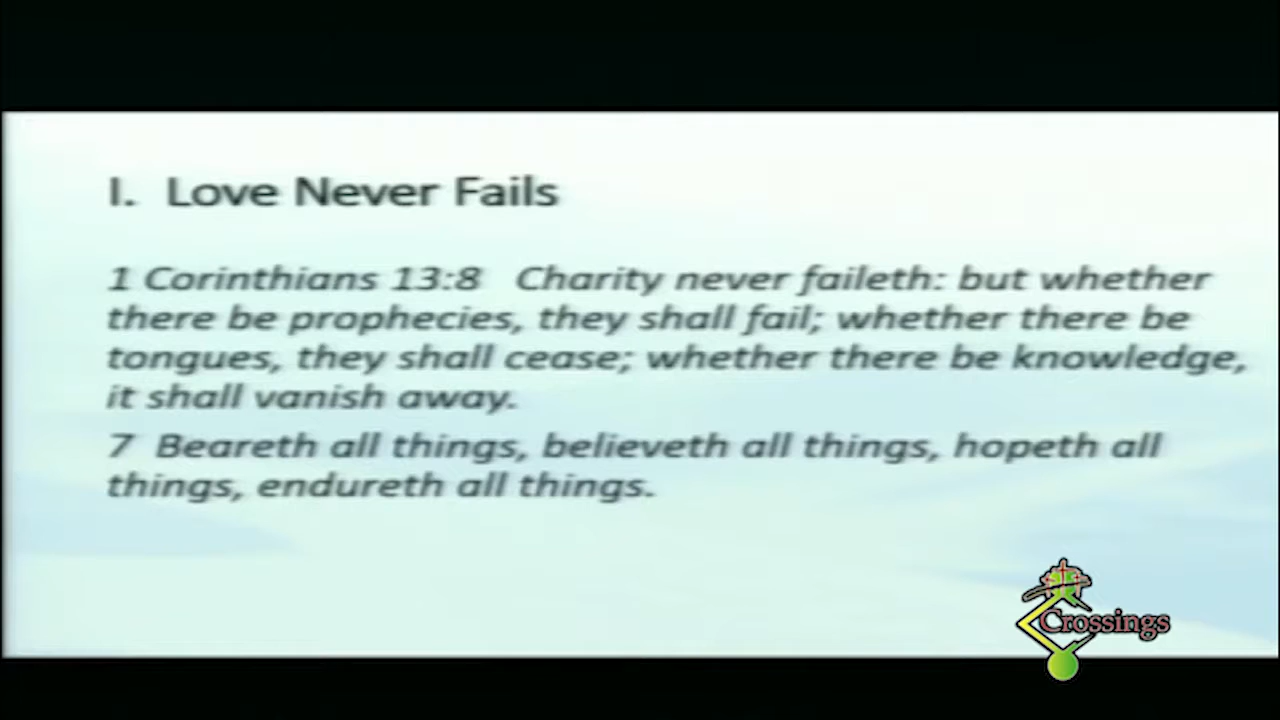 I. Love Never Fails
1 Corinthians 13:8 Charity never faileth: but whether
there be prophecies, they shall fail; whether there be
tongues, they shall cease; whether there be knowledge,
it shall vanish away.
7 Beareth all things, believeth all things, hopeth all
things, endureth all things.
Crossings